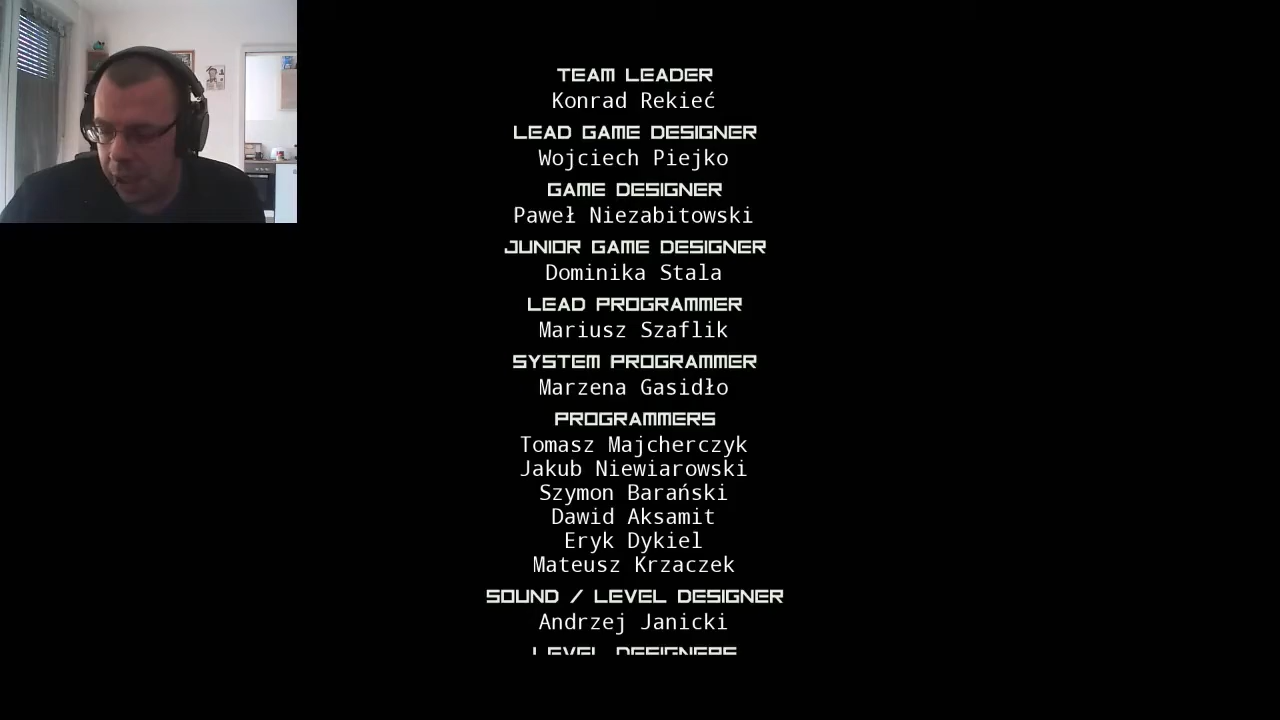 TEAM LEADER
Konrad Rekieć
LEAD GAME DESIGNER
Wojciech Piejko
GAME DESIGNER
Paweł Niezabitowski
JUNIOR GAME DESIGNER
Dominika Stala
LEAD PROGRAMMER
Mariusz Szaflik
SYSTEM PROGRAMMER
Marzena Gasidło
PROGRAMMERS
Tomasz Majcherczyk
Jakub Niewiarowski
Szymon Barański
Dawid Aksamit
Eryk Dykiel
Mateusz Krzaczek
SOUND / LEVEL DESIGNER
Andrzej Janicki
LEVEL DESIGNERS